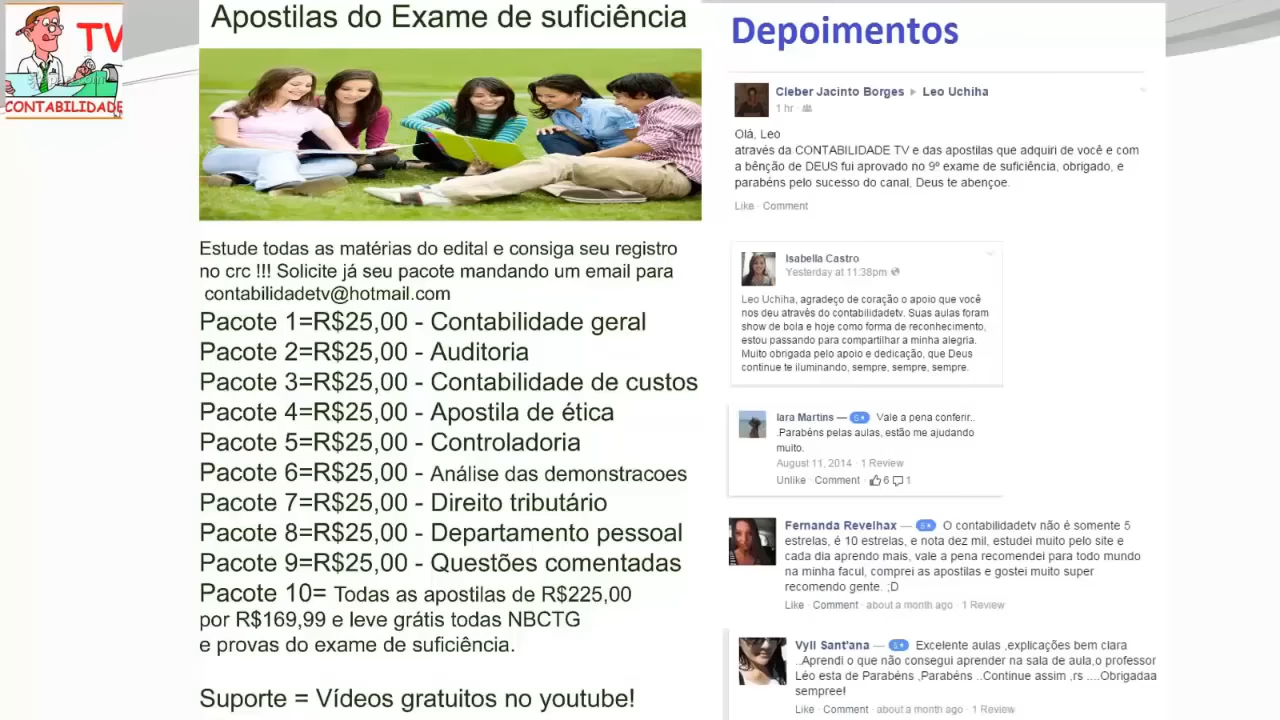 TV
CONTABILIDADE
Apostilas do Exame de suficiência
Estude todas as matérias do edital e consiga seu registro
no crc !!! Solicite já seu pacote mandando um email para
contabilidadetv@hotmail.com
Pacote 1=R$25,00 - Contabilidade geral
Pacote 2=R$25,00 - Auditoria
Pacote 3=R$25,00 - Contabilidade de custos
Pacote 4=R$25,00 - Apostila de ética
Pacote 5=R$25,00 - Controladoria
Pacote 6=R$25,00 - Análise das demonstracoes
Pacote 7=R$25,00 - Direito tributário
Pacote 8=R$25,00 - Departamento pessoal
Pacote 9=R$25,00 - Questões comentadas
Pacote 10= Todas as apostilas de R$225,00
por R$169,99 e leve grátis todas NBCTG
e provas do exame de suficiência.
Suporte = Vídeos gratuitos no youtube!
Depoimentos
Cleber Jacinto Borges ▸ Leo Uchiha
1 hr ·
Olá, Leo
através da CONTABILIDADE TV e das apostilas que adquiri de você e com
a bênção de DEUS fui aprovado no 9º exame de suficiência, obrigado, e
parabéns pelo sucesso do canal, Deus te abençoe.
Like · Comment
Isabella Castro
Yesterday at 11:38pm
Leo Uchiha, agradeço de coração o apoio que você
nos deu através do contabilidadetv. Suas aulas foram
show de bola e hoje como forma de reconhecimento,
estou passando para compartilhar a minha alegria.
Muito obrigada pelo apoio e dedicação, que Deus
continue te iluminando, sempre, sempre, sempre.
Iara Martins — 5★ Vale a pena conferir..
.Parabéns pelas aulas, estão me ajudando
muito.
August 11, 2014 · 1 Review
Unlike · Comment · 6 1
Fernanda Revelhax — 5★ O contabilidadetv não é somente 5
estrelas, é 10 estrelas, e nota dez mil, estudei muito pelo site e
cada dia aprendo mais, vale a pena recomendei para todo mundo
na minha facul, comprei as apostilas e gostei muito super
recomendo gente. ;D
Like · Comment · about a month ago · 1 Review
Vyli Sant'ana — 5★ Excelente aulas ,explicações bem clara
..Aprendi o que não consegui aprender na sala de aula,o professor
Léo esta de Parabéns ,Parabéns ..Continue assim ,rs ....Obrigadaa
sempree!
Like · Comment · about a month ago · 1 Review